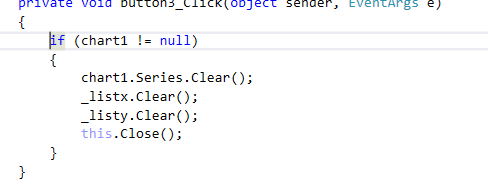 private void button3_Click(object sender, EventArgs e)
{
if (chart1 != null)
{
chart1.Series.Clear();
_listx.Clear();
_listy.Clear();
this.Close();
}
}